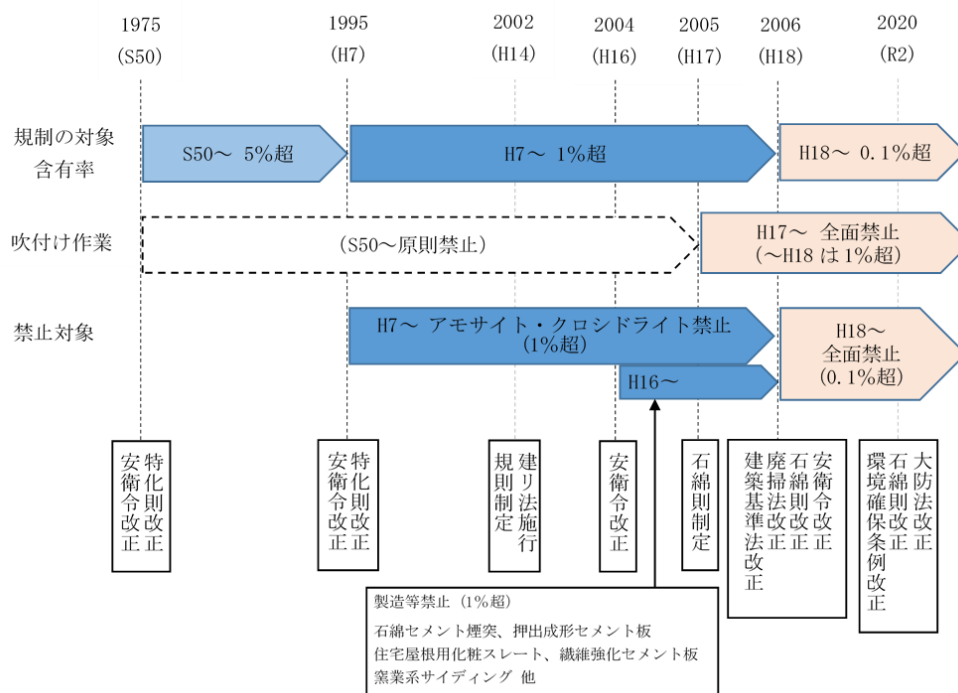 1975
(S50)
1995
(H7)
2002
(H14)
2004
(H16)
2005
(H17)
2006
(H18)
2020
(R2)
規制の対象
含有率
S50～ 5%超
H7～ 1%超
H18～ 0.1%超
吹付け作業
(S50～原則禁止)
H17～ 全面禁止
(～H18 は 1%超)
禁止対象
H7～ アモサイト・クロシドライト禁止
(1%超)
H16～
H18～
全面禁止
(0.1%超)
特化則改正
安衛令改正
特化則改正
安衛令改正
建リ法施行
規則制定
安衛令改正
石綿則制定
安衛令改正
石綿則改正
廃掃法改正
建築基準法改正
大防法改正
石綿則改正
環境確保条例改正
製造等禁止 (1%超)
石綿セメント煙突、押出成形セメント板
住宅屋根用化粧スレート、繊維強化セメント板
窯業系サイディング 他